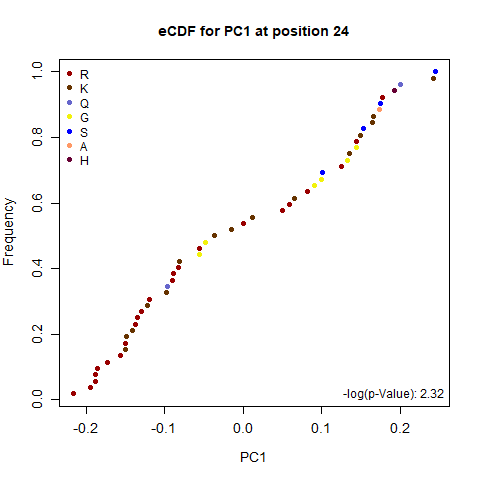 eCDF for PC1 at position 24
Frequency
1.0
0.8
0.6
0.4
0.2
0.0
R
K
Q
G
S
A
H
-log(p-Value): 2.32
-0.2 -0.1 0.0 0.1 0.2
PC1